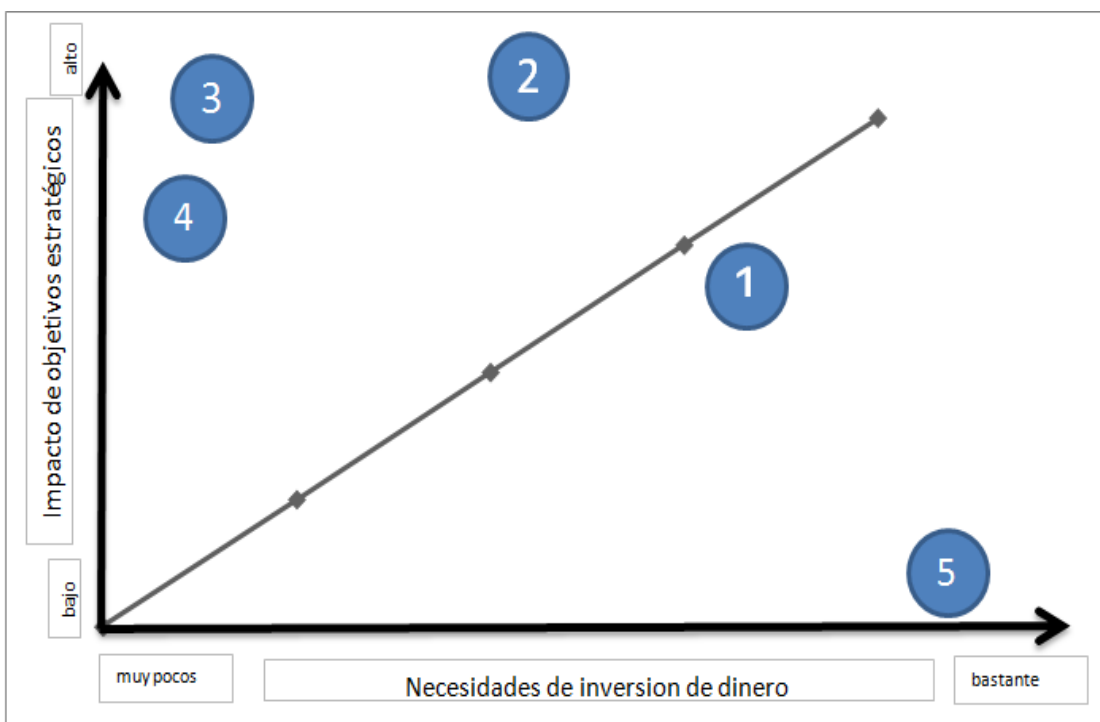 alto
3
2
Impacto de objetivos estratégicos
4
1
5
bajo
muy pocos
Necesidades de inversion de dinero
bastante